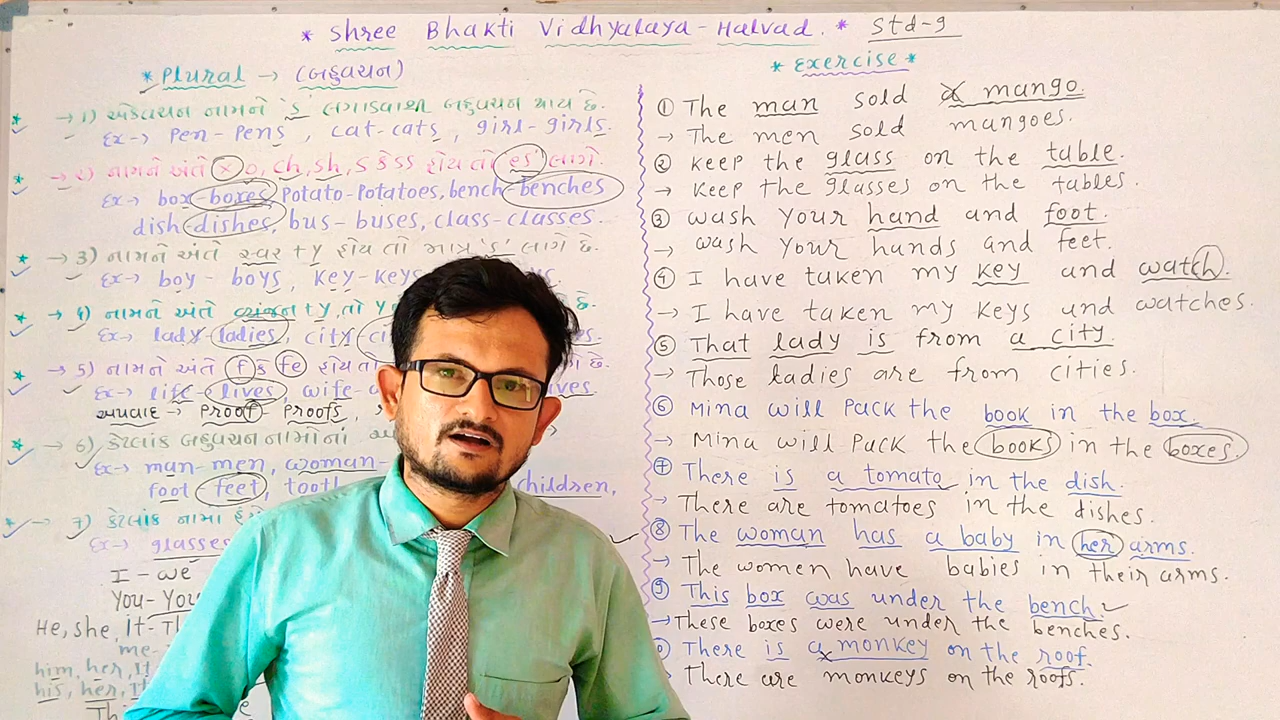 * Shree Bhakti Vidhyalaya - Halvad. * Std-9
* Plural → (બહુવચન)
→ 1) એકવચન નામને 's' લગાડવાથી બહુવચન થાય છે.
Ex → Pen - Pens, cat-cats, girl-girls.
→ 2) નામને અંતે x, o, ch, sh, s કે ss હોય તો 'es' લાગે.
Ex → box-boxes, Potato-Potatoes, bench-benches
dish-dishes, bus-buses, class-classes.
→ 3) નામને અંતે સ્વર + y હોય તો માત્ર 's' લાગે છે.
Ex → boy - boys, key-keys
→ 4) નામને અંતે વ્યંજન + y, તો y છે.
Ex → lady-ladies, city
→ 5) નામને અંતે f કે fe હોય તો છે.
Ex → life-lives, wife-
અપવાદ → Proof - Proofs,
→ 6) કેટલાંક બહુવચન નામોનાં
Ex → man-men, woman-
foot feet, toot children,
→ 7) કેટલાંક નામો
Ex → glasses
I - we
You - You
He, she, It - Th
me-
him, her, It
his, her, It
Th
* Exercise *
① The man sold a mango.
→ The men sold mangoes.
② Keep the glass on the table.
→ Keep the glasses on the tables.
③ wash your hand and foot.
→ wash your hands and feet.
④ I have taken my key and watch.
→ I have taken my keys and watches.
⑤ That lady is from a city.
→ Those ladies are from cities.
⑥ Mina will Pack the book in the box.
→ Mina will Pack the books in the boxes.
⑦ There is a tomato in the dish.
→ There are tomatoes in the dishes.
⑧ The woman has a baby in her arms.
→ The women have babies in their arms.
⑨ This box was under the bench.
→ These boxes were under the benches.
There is a monkey on the roof.
→ There are monkeys on the roofs.